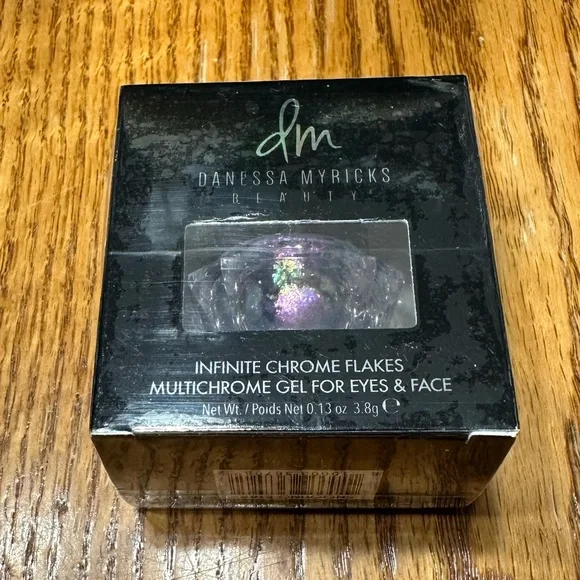 dm
DANESSA MYRICKS
BEAUTY
INFINITE CHROME FLAKES
MULTICHROME GEL FOR EYES & FACE
Net Wt. / Poids Net 0.13 oz 3.8g ℮